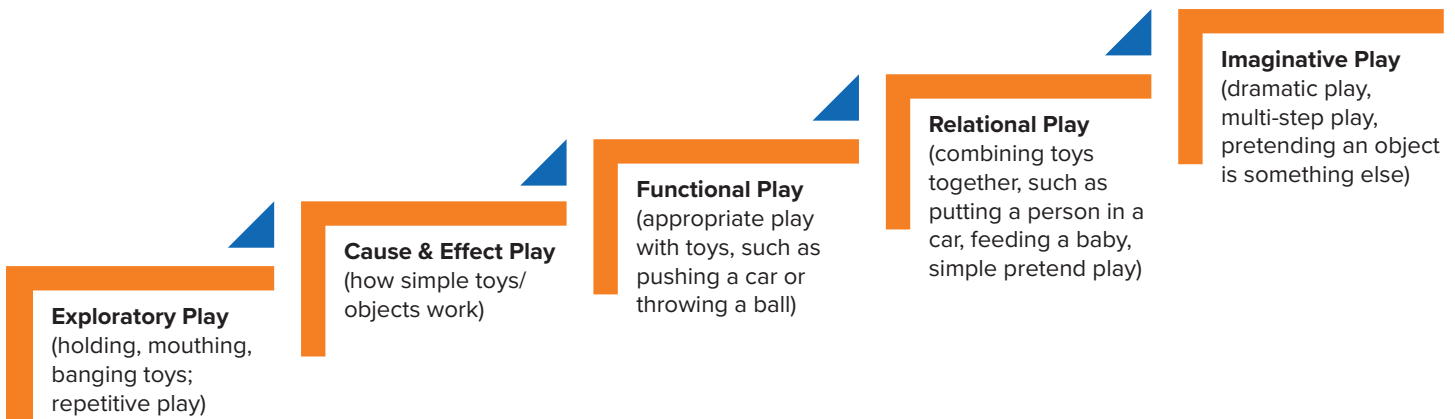 Exploratory Play
(holding, mouthing,
banging toys;
repetitive play)
Cause & Effect Play
(how simple toys/
objects work)
Functional Play
(appropriate play
with toys, such as
pushing a car or
throwing a ball)
Relational Play
(combining toys
together, such as
putting a person in a
car, feeding a baby,
simple pretend play)
Imaginative Play
(dramatic play,
multi-step play,
pretending an object
is something else)